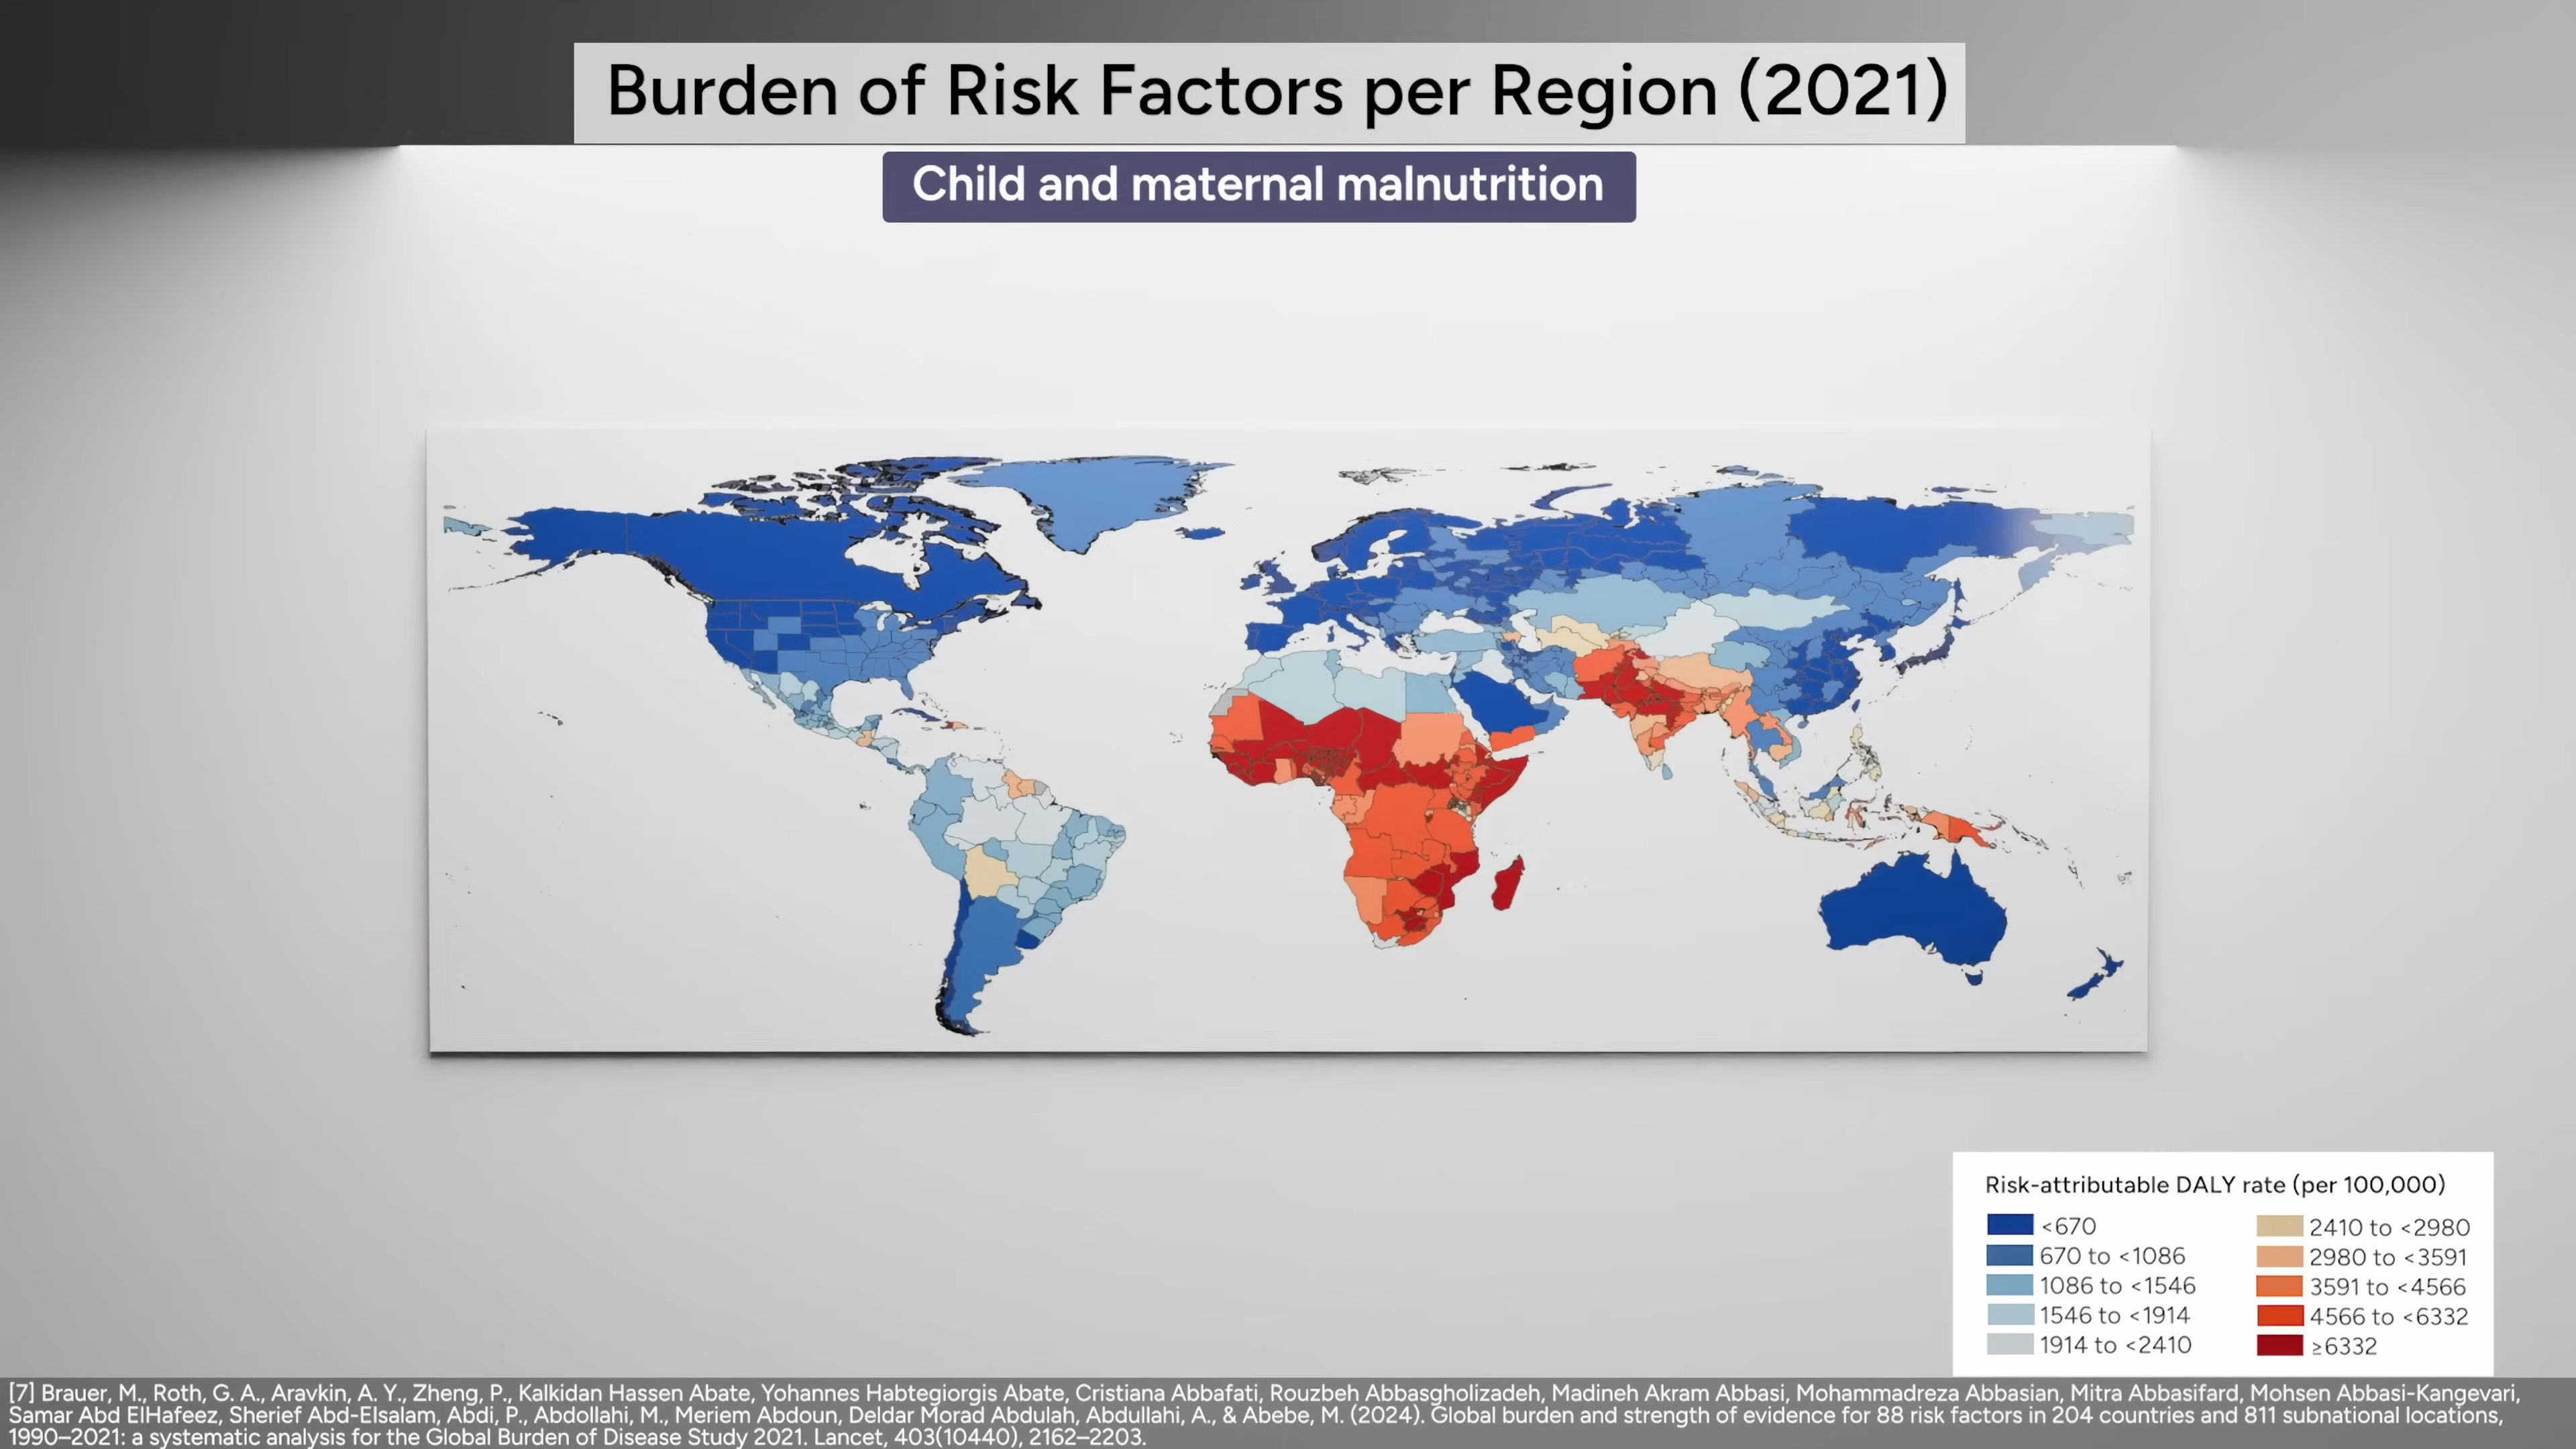 Burden of Risk Factors per Region (2021)
Child and maternal malnutrition
Risk-attributable DALY rate (per 100,000)
<670
670 to <1086
1086 to <1546
1546 to <1914
1914 to <2410
2410 to <2980
2980 to <3591
3591 to <4566
4566 to <6332
≥6332
[7] Brauer, M., Roth, G. A., Aravkin, A. Y., Zheng, P., Kalkidan Hassen Abate, Yohannes Habtegiorgis Abate, Cristiana Abbafati, Rouzbeh Abbasgholizadeh, Madineh Akram Abbasi, Mohammadreza Abbasian, Mitra Abbasifard, Mohsen Abbasi-Kangevari,
Samar Abd ElHafeez, Sherief Abd-Elsalam, Abdi, P., Abdollahi, M., Meriem Abdoun, Deldar Morad Abdulah, Abdullahi, A., & Abebe, M. (2024). Global burden and strength of evidence for 88 risk factors in 204 countries and 811 subnational locations,
1990–2021: a systematic analysis for the Global Burden of Disease Study 2021. Lancet, 403(10440), 2162–2203.